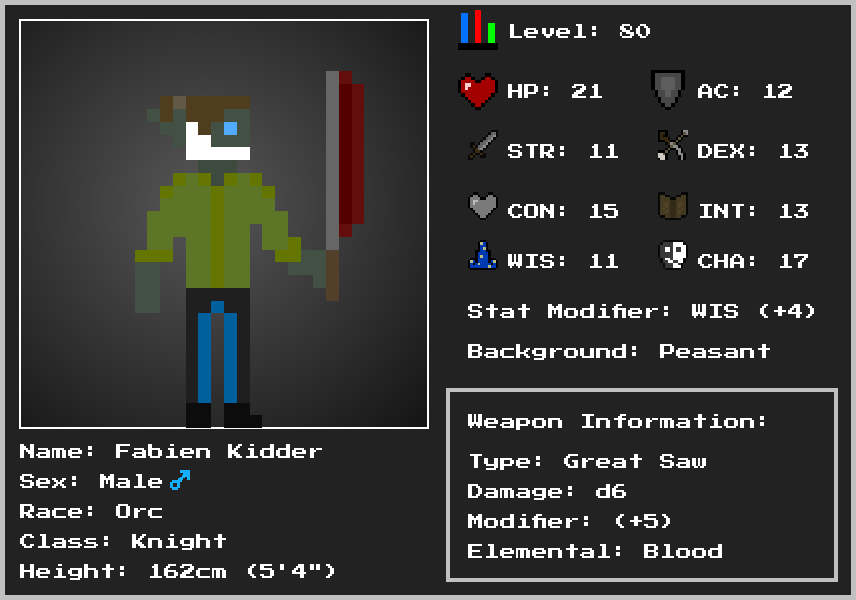 Level: 80
HP: 21
AC: 12
STR: 11
DEX: 13
CON: 15
INT: 13
WIS: 11
CHA: 17
Stat Modifier: WIS (+4)
Background: Peasant
Weapon Information:
Type: Great Saw
Damage: d6
Modifier: (+5)
Elemental: Blood
Name: Fabien Kidder
Sex: Male♂
Race: Orc
Class: Knight
Height: 162cm (5'4")